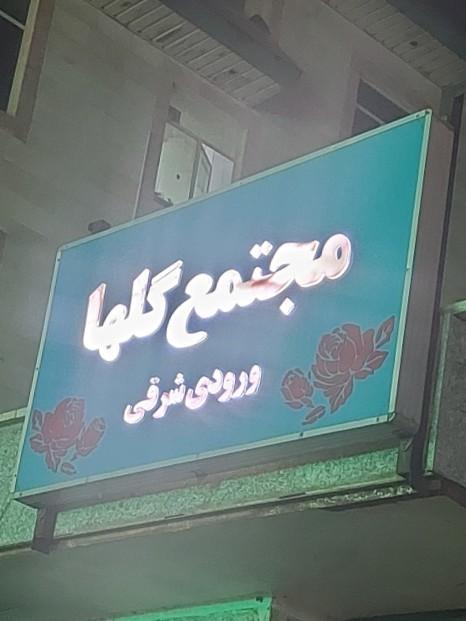 مجتمع گلها
ورودی شرقی